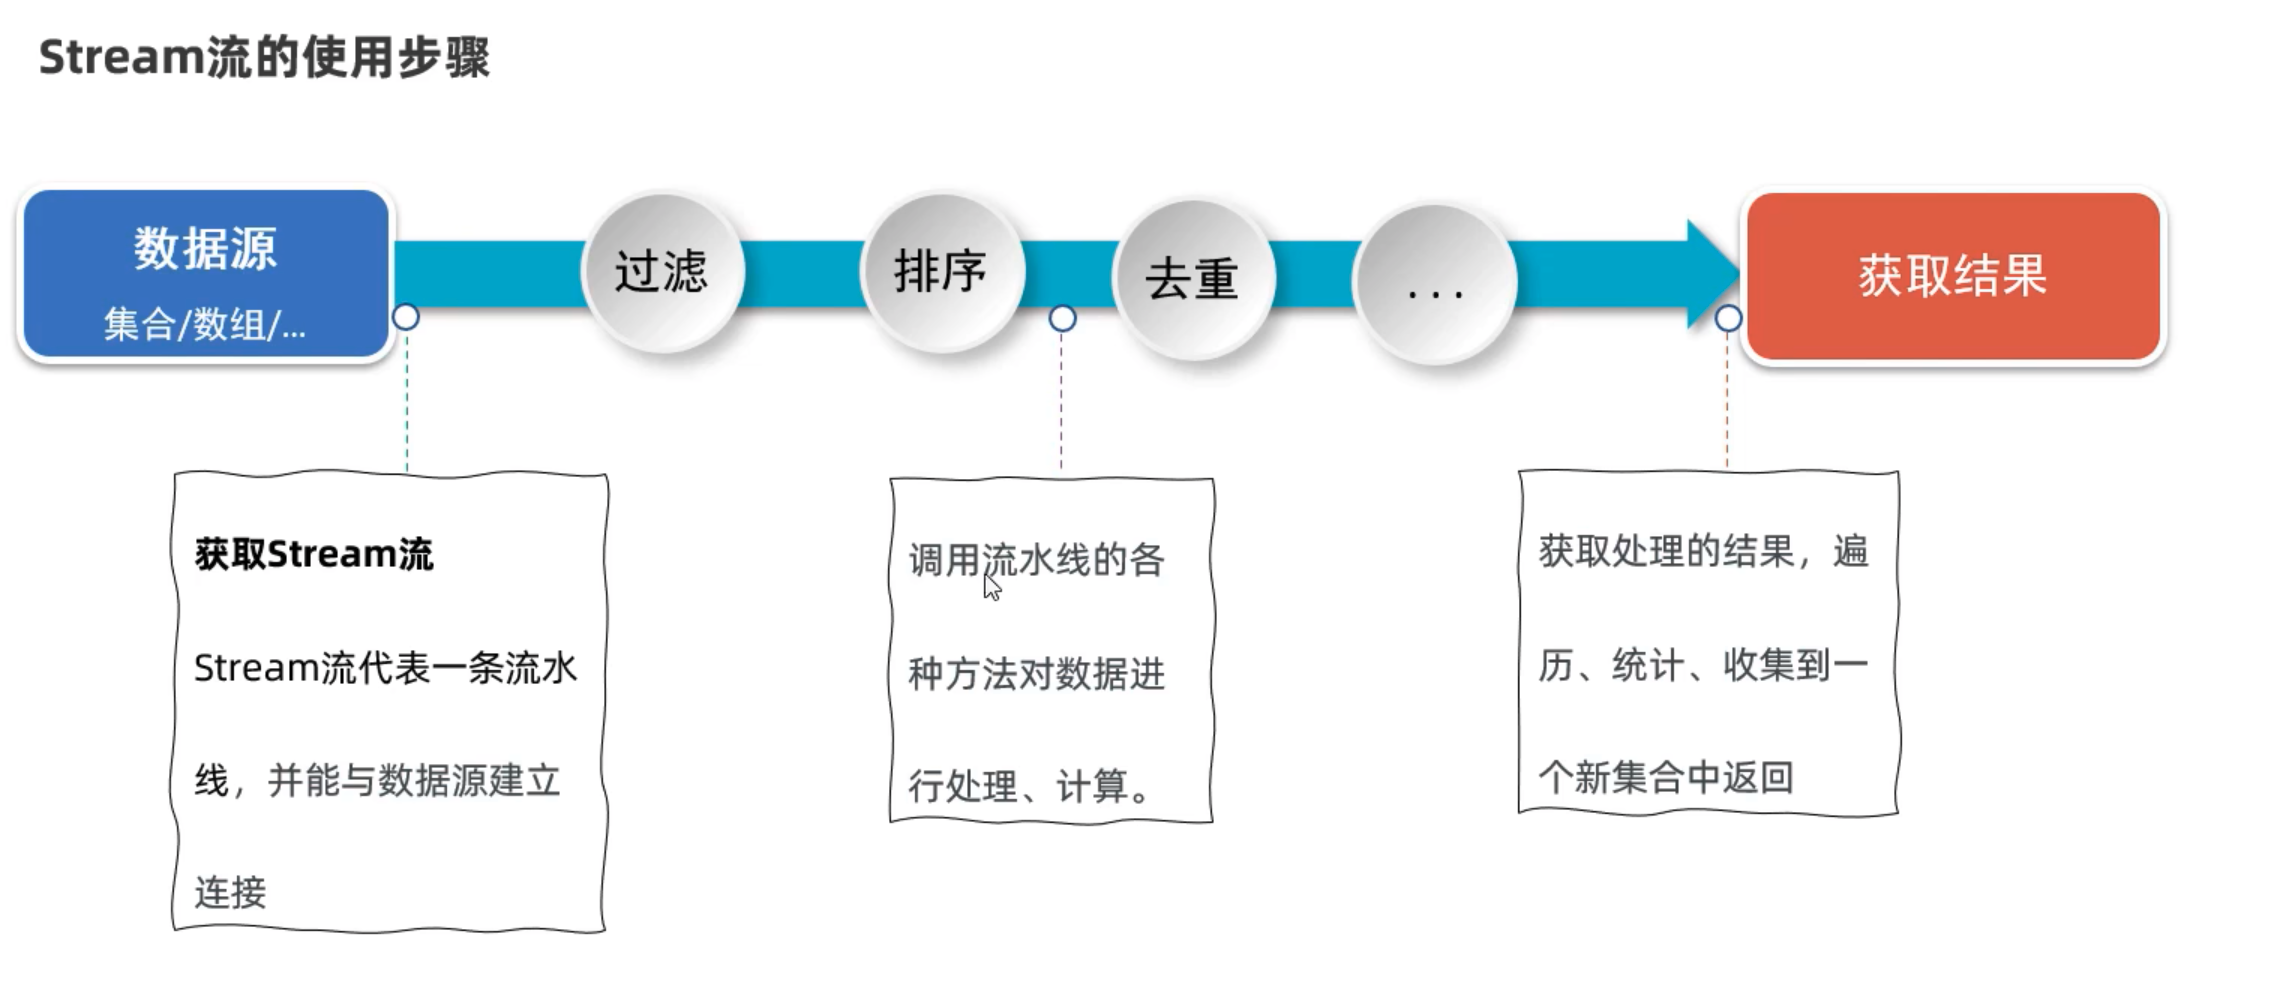 Stream流的使用步骤
数据源
集合/数组/...
过滤
排序
去重
...
获取结果
获取Stream流
Stream流代表一条流水
线，并能与数据源建立
连接
调用流水线的各
种方法对数据进
行处理、计算。
获取处理的结果，遍
历、统计、收集到一
个新集合中返回